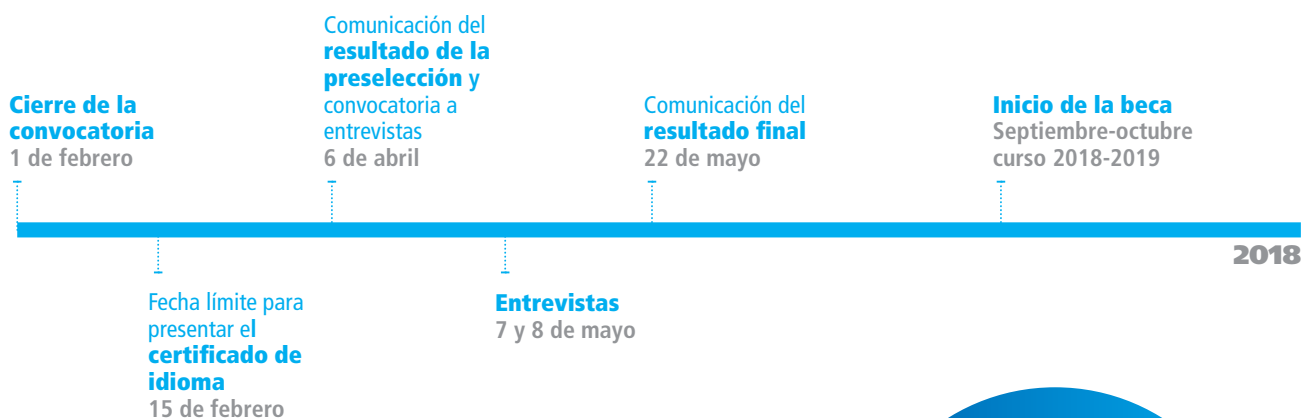 Cierre de la
convocatoria
1 de febrero
Fecha límite para
presentar el
certificado de
idioma
15 de febrero
Comunicación del
resultado de la
preselección y
convocatoria a
entrevistas
6 de abril
Entrevistas
7 y 8 de mayo
Comunicación del
resultado final
22 de mayo
Inicio de la beca
Septiembre-octubre
curso 2018-2019
2018